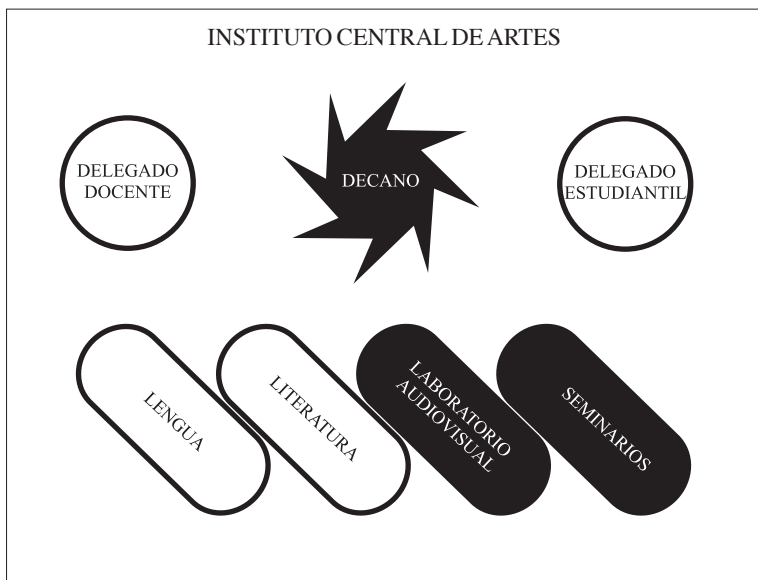 INSTITUTO CENTRAL DE ARTES
DELEGADO
DOCENTE
DECANO
DELEGADO
ESTUDIANTIL
LENGUA
LITERATURA
LABORATORIO
AUDIOVISUAL
SEMINARIOS